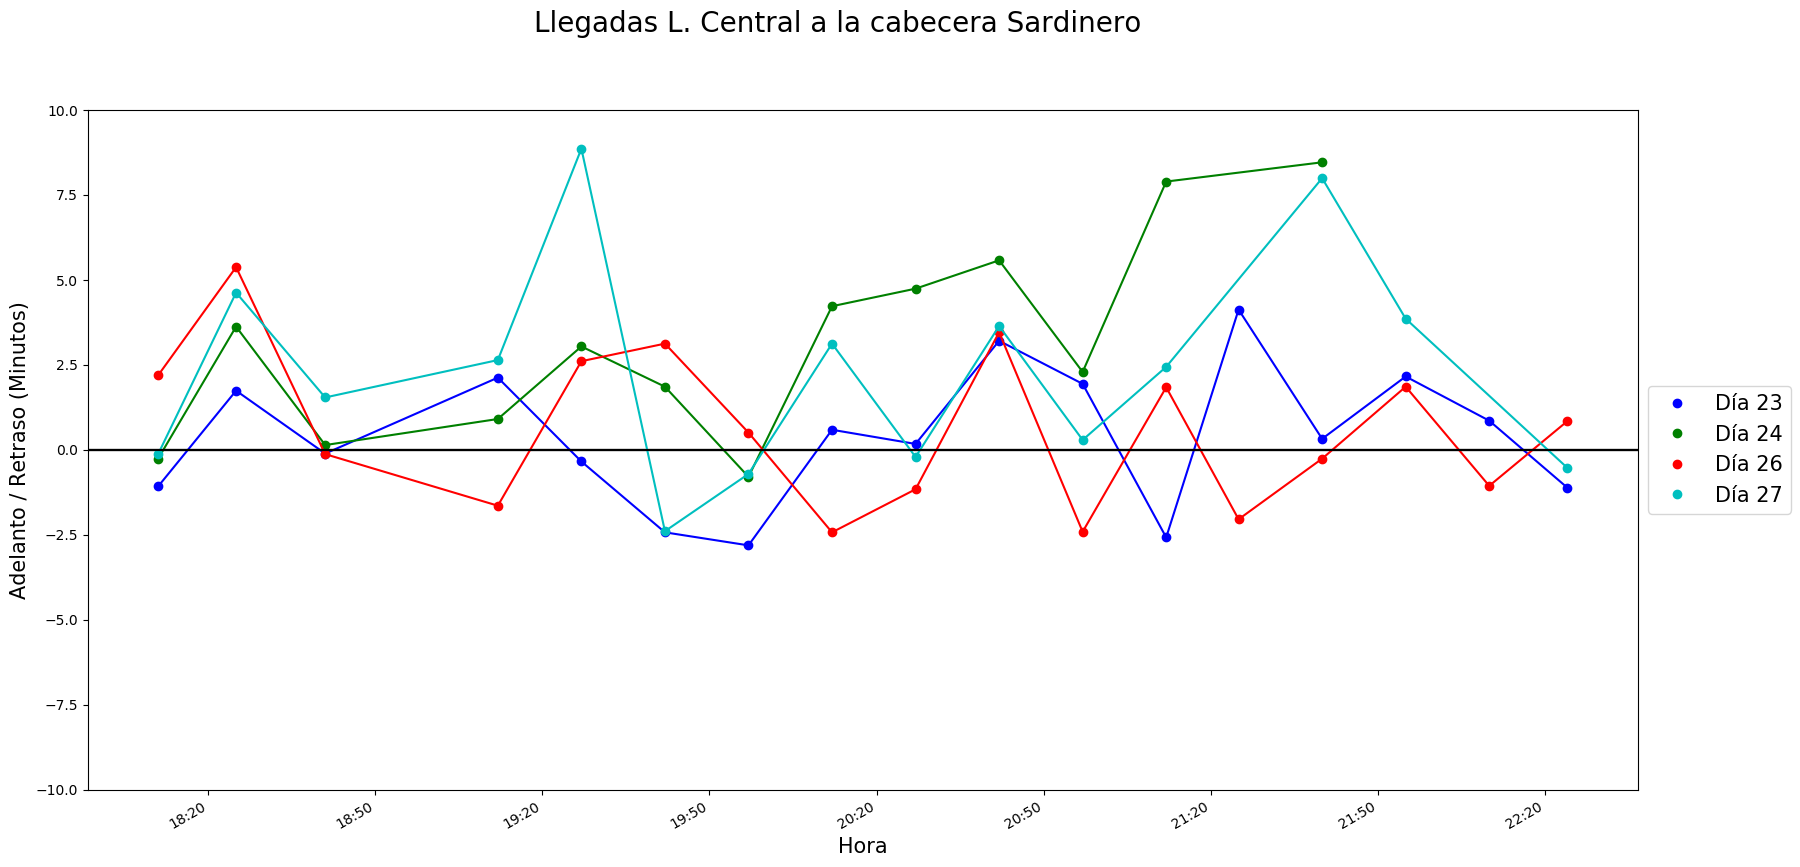 Llegadas L. Central a la cabecera Sardinero
Adelanto / Retraso (Minutos)
10.0
7.5
5.0
2.5
0.0
−2.5
−5.0
−7.5
−10.0
18:20
18:50
19:20
19:50
20:20
20:50
21:20
21:50
22:20
Hora
Día 23
Día 24
Día 26
Día 27